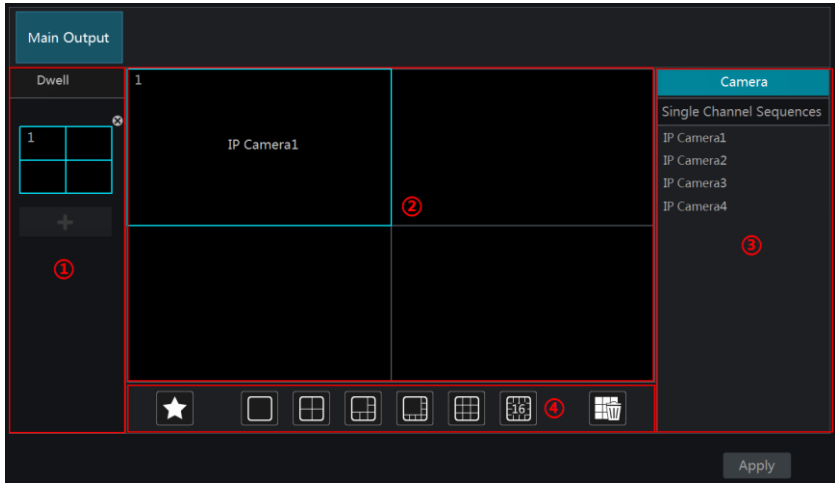 Main Output
Dwell
1
①
1
IP Camera1
②
Camera
Single Channel Sequences
IP Camera1
IP Camera2
IP Camera3
IP Camera4
③
16
④
Apply